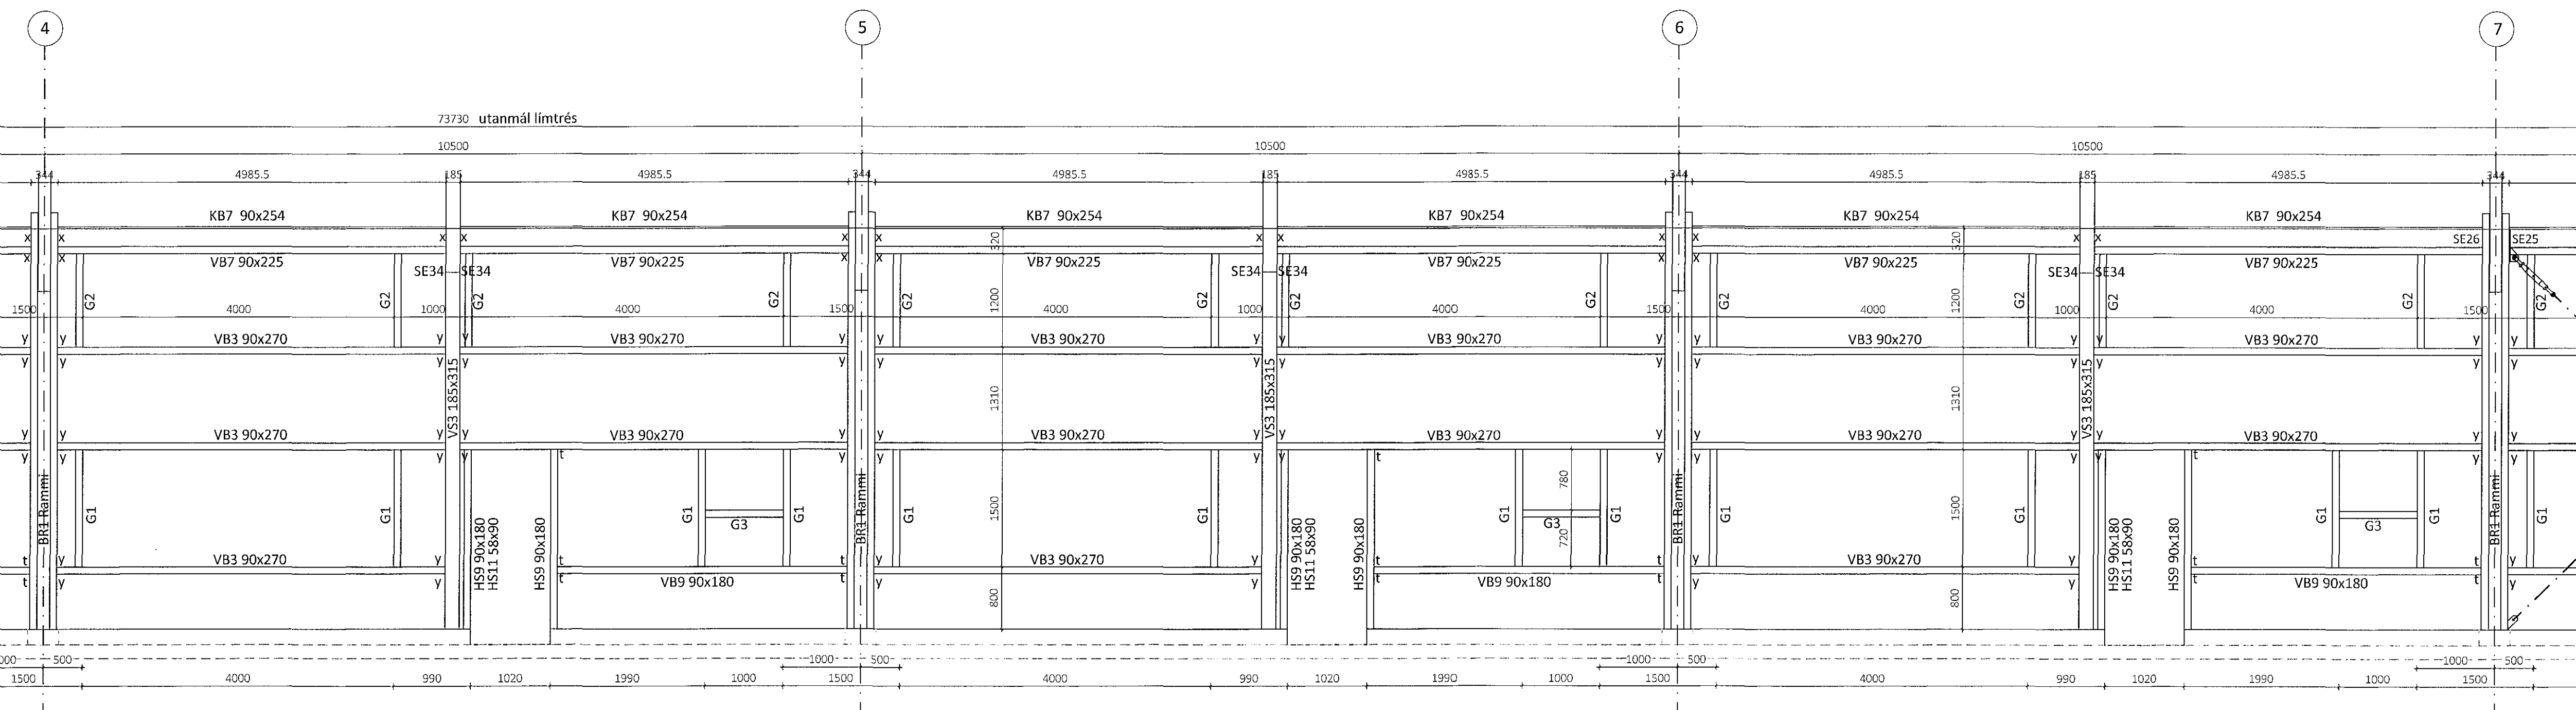 4 5 6 7
73730 utanmál límtrés
10500 10500 10500
344 4985.5 185 4985.5 344 4985.5 185 4985.5 344 4985.5 185 4985.5 344
KB7 90x254 KB7 90x254 KB7 90x254 KB7 90x254 KB7 90x254 KB7 90x254
x x x x x x x x x x x x SE26 SE25
320 320
x x VB7 90x225 VB7 90x225 x x VB7 90x225 VB7 90x225 x x VB7 90x225 VB7 90x225
SE34 SE34 SE34 SE34 SE34 SE34
G2 G2 G2 G2 G2 G2 G2 G2 G2 G2 G2 G2 G2
1200 1200
1500 4000 1000 4000 1500 4000 1000 4000 1500 4000 1000 4000 1500
y y VB3 90x270 y y VB3 90x270 y y VB3 90x270 y y VB3 90x270 y y VB3 90x270 y y VB3 90x270 y y
y y y y y y y y y y y y y y
VS3 185x315 VS3 185x315 VS3 185x315
1310 1310
y y VB3 90x270 y y VB3 90x270 y y VB3 90x270 y y VB3 90x270 y y VB3 90x270 y y VB3 90x270 y y
y y y y t y y y y t y y y y t y y
780
BR1 Rammi BR1 Rammi BR1 Rammi BR1 Rammi
G1 G1 G1 G1 G1 G1 G1 G1 G1 G1 G1 G1 G1
1500 1500
G3 G3 G3
720
HS9 90x180 HS9 90x180 HS9 90x180
HS11 58x90 HS11 58x90 HS11 58x90
HS9 90x180 HS9 90x180 HS9 90x180
t y VB3 90x270 y t t y VB3 90x270 y t t y VB3 90x270 y t t y
t y y t VB9 90x180 t y y t VB9 90x180 t y y t VB9 90x180 t y
800 800
500 1000 500 1000 500 1000 500
1500 4000 990 1020 1990 1000 1500 4000 990 1020 1990 1000 1500 4000 990 1020 1990 1000 1500